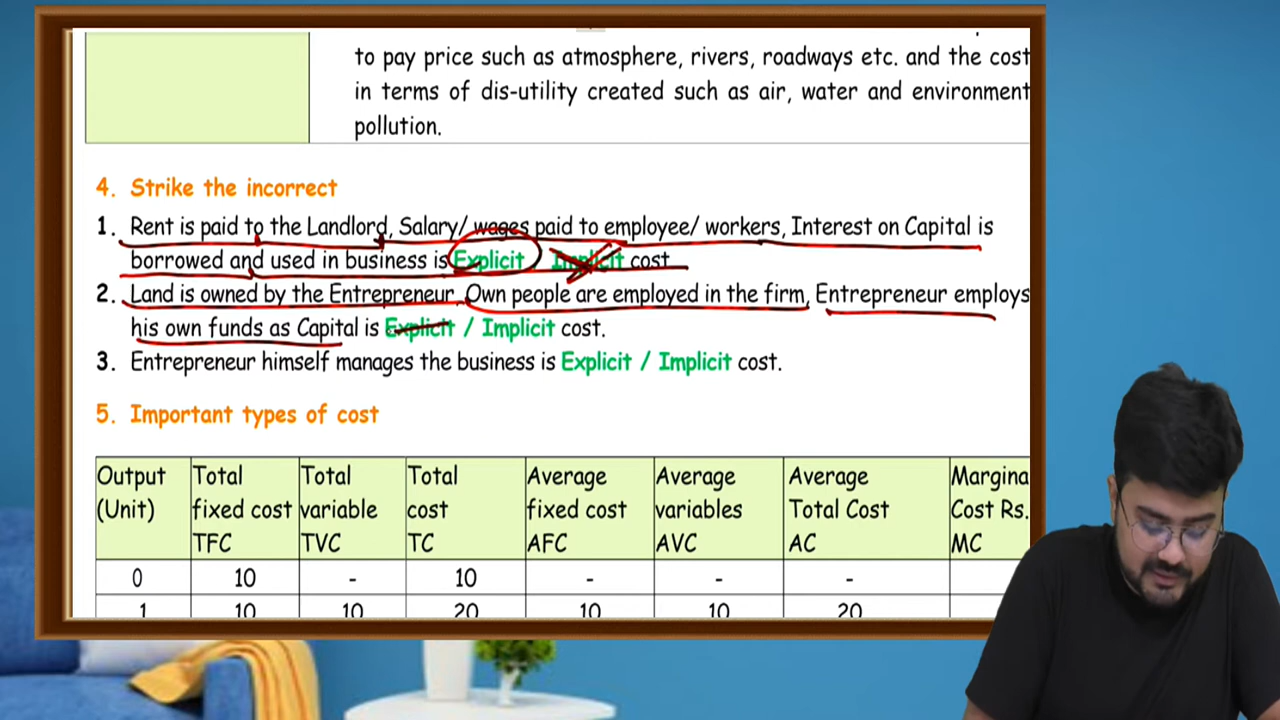 to pay price such as atmosphere, rivers, roadways etc. and the cost
in terms of dis-utility created such as air, water and environment
pollution.
4. Strike the incorrect
1. Rent is paid to the Landlord, Salary/ wages paid to employee/ workers, Interest on Capital is
borrowed and used in business is Explicit Implicit cost
2. Land is owned by the Entrepreneur. Own people are employed in the firm, Entrepreneur employs
his own funds as Capital is Explicit / Implicit cost.
3. Entrepreneur himself manages the business is Explicit / Implicit cost.
5. Important types of cost
Output (Unit) Total fixed cost TFC Total variable TVC Total cost TC Average fixed cost AFC Average variables AVC Average Total Cost AC Margina Cost Rs. MC
0 10 - 10 - - -
1 10 10 20 10 10 20